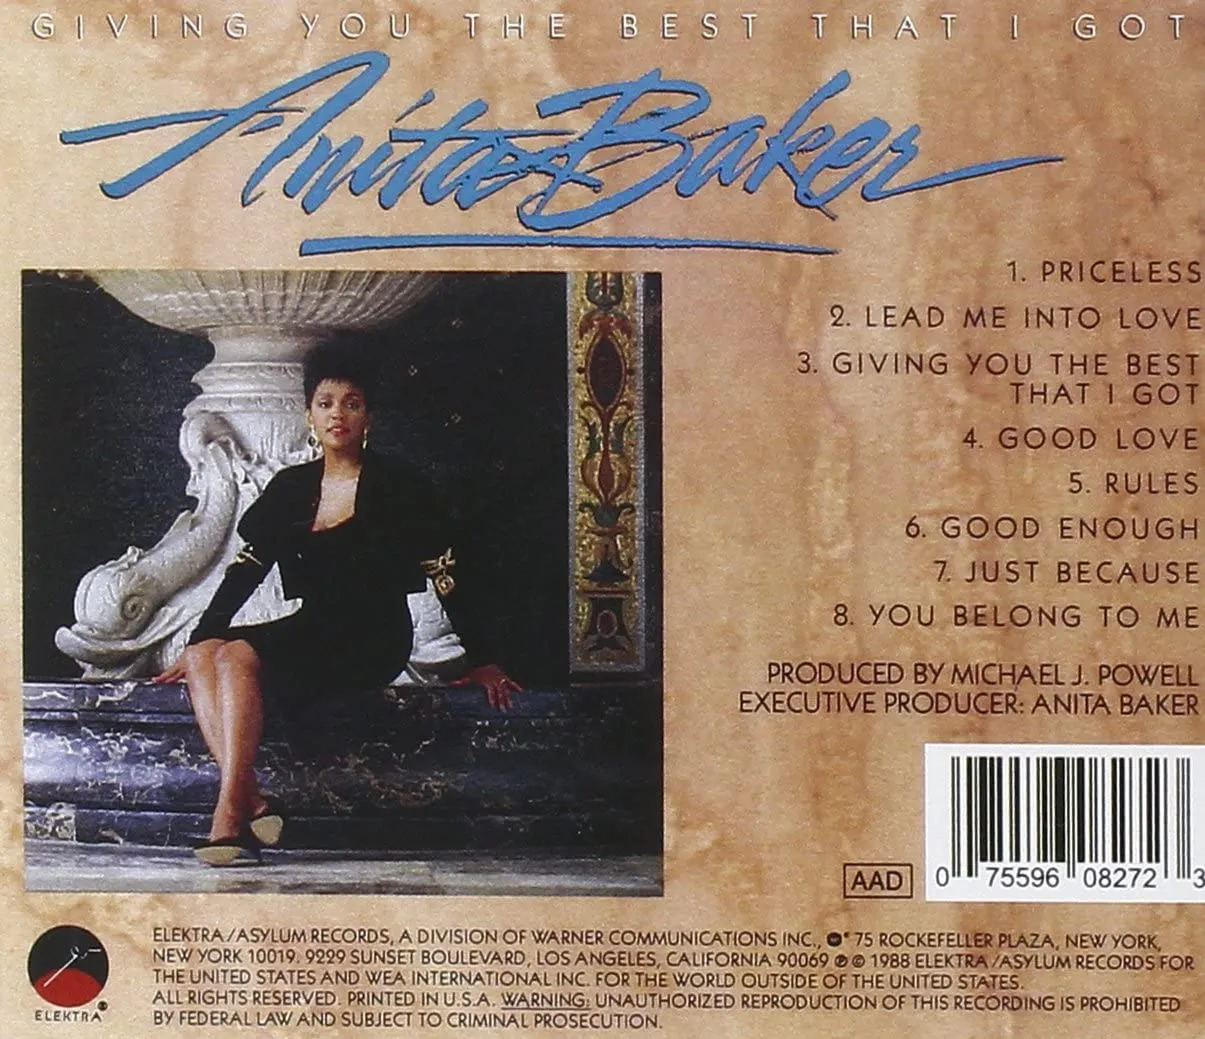 GIVING YOU THE BEST THAT I GOT
Anita Baker
1. PRICELESS
2. LEAD ME INTO LOVE
3. GIVING YOU THE BEST
THAT I GOT
4. GOOD LOVE
5. RULES
6. GOOD ENOUGH
7. JUST BECAUSE
8. YOU BELONG TO ME
PRODUCED BY MICHAEL J. POWELL
EXECUTIVE PRODUCER: ANITA BAKER
AAD
0 75596 08272 3
ELEKTRA/ASYLUM RECORDS, A DIVISION OF WARNER COMMUNICATIONS INC., 75 ROCKEFELLER PLAZA, NEW YORK,
NEW YORK 10019. 9229 SUNSET BOULEVARD, LOS ANGELES, CALIFORNIA 90069 ℗ © 1988 ELEKTRA/ASYLUM RECORDS FOR
THE UNITED STATES AND WEA INTERNATIONAL INC. FOR THE WORLD OUTSIDE OF THE UNITED STATES.
ALL RIGHTS RESERVED. PRINTED IN U.S.A. WARNING: UNAUTHORIZED REPRODUCTION OF THIS RECORDING IS PROHIBITED
BY FEDERAL LAW AND SUBJECT TO CRIMINAL PROSECUTION.
ELEKTRA®